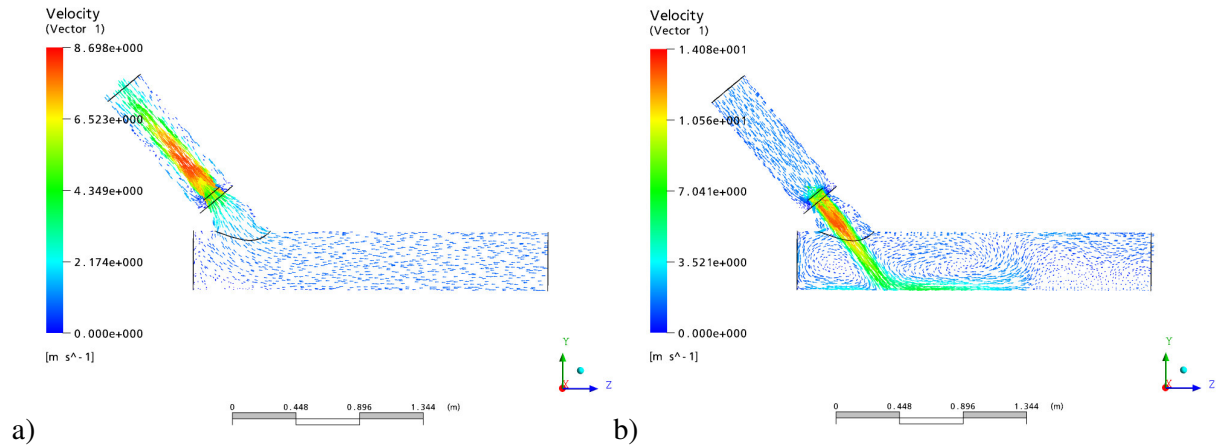 Velocity
(Vector 1)
8.698e+000
6.523e+000
4.349e+000
2.174e+000
0.000e+000
[m s^-1]
Y
X
Z
0 0.448 0.896 1.344 (m)
a)
Velocity
(Vector 1)
1.408e+001
1.056e+001
7.041e+000
3.521e+000
0.000e+000
[m s^-1]
Y
X
Z
0 0.448 0.896 1.344 (m)
b)